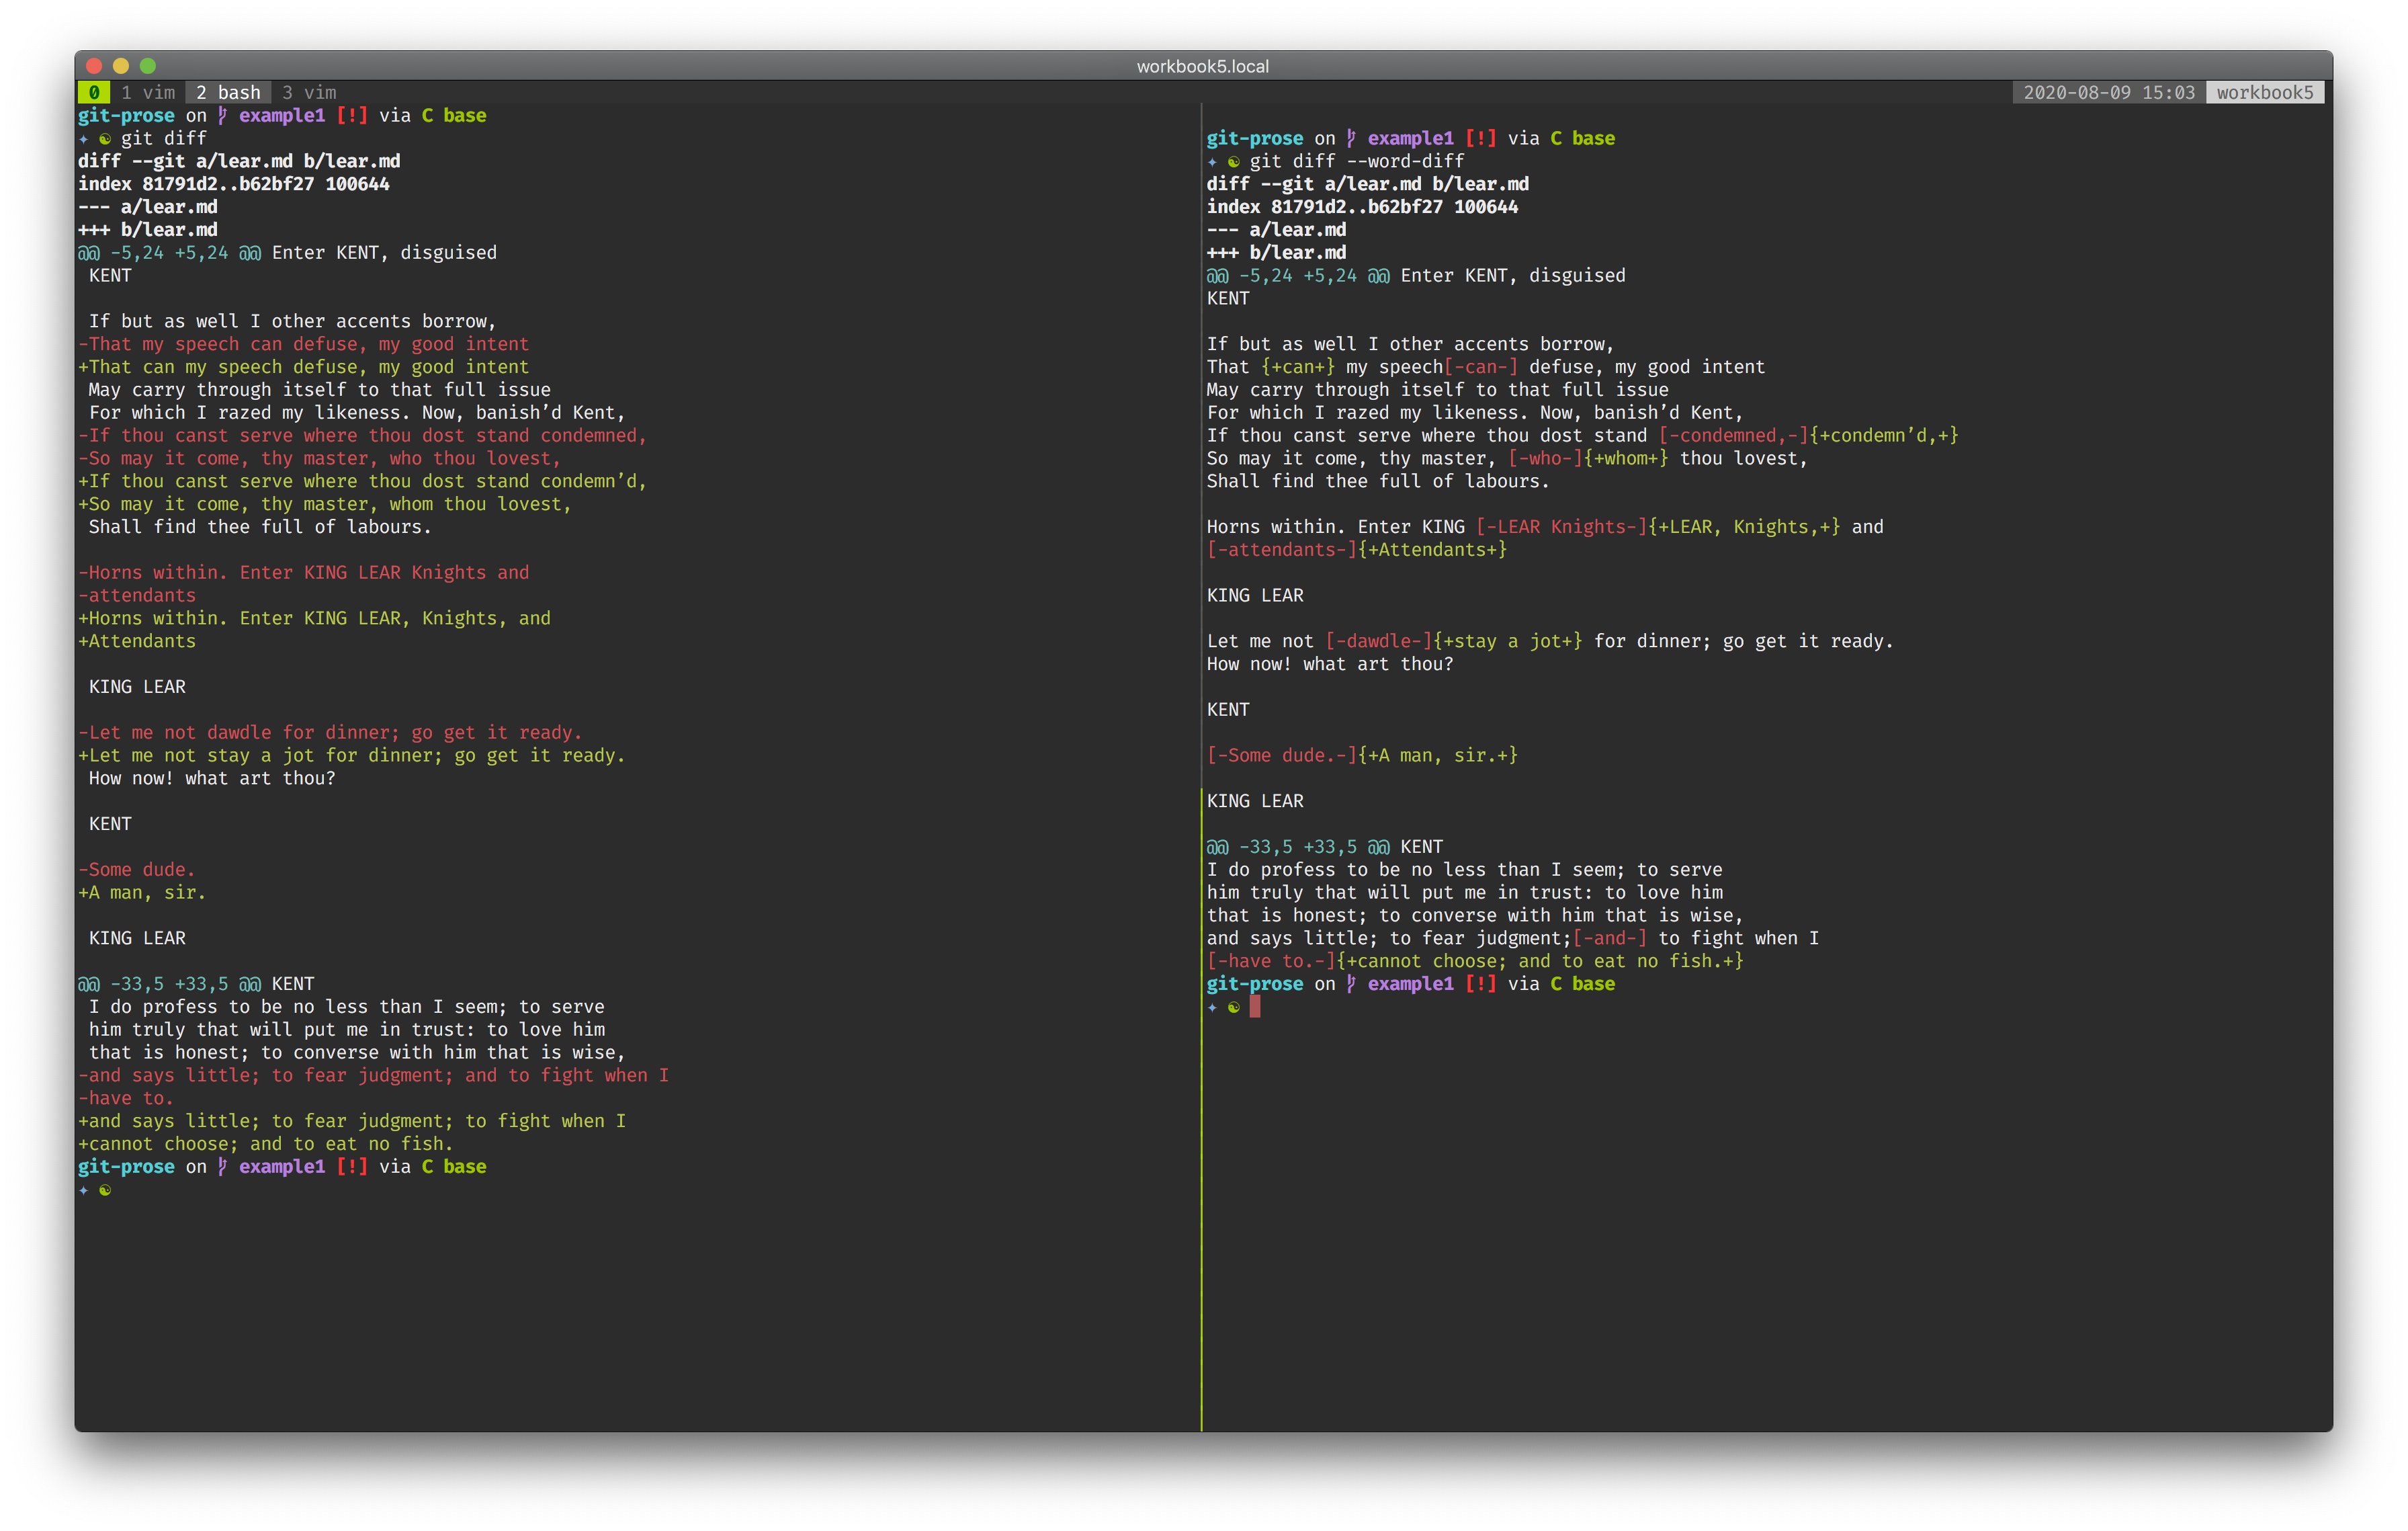 workbook5.local
0 1 vim 2 bash 3 vim 2020-08-09 15:03 workbook5
git-prose on example1 [!] via C base
✦ ☯ git diff
diff --git a/lear.md b/lear.md
index 81791d2..b62bf27 100644
--- a/lear.md
+++ b/lear.md
@@ -5,24 +5,24 @@ Enter KENT, disguised
 KENT

 If but as well I other accents borrow,
-That my speech can defuse, my good intent
+That can my speech defuse, my good intent
 May carry through itself to that full issue
 For which I razed my likeness. Now, banish’d Kent,
-If thou canst serve where thou dost stand condemned,
-So may it come, thy master, who thou lovest,
+If thou canst serve where thou dost stand condemn’d,
+So may it come, thy master, whom thou lovest,
 Shall find thee full of labours.

-Horns within. Enter KING LEAR Knights and
-attendants
+Horns within. Enter KING LEAR, Knights, and
+Attendants

 KING LEAR

-Let me not dawdle for dinner; go get it ready.
+Let me not stay a jot for dinner; go get it ready.
 How now! what art thou?

 KENT

-Some dude.
+A man, sir.

 KING LEAR

@@ -33,5 +33,5 @@ KENT
 I do profess to be no less than I seem; to serve
 him truly that will put me in trust: to love him
 that is honest; to converse with him that is wise,
-and says little; to fear judgment; and to fight when I
-have to.
+and says little; to fear judgment; to fight when I
+cannot choose; and to eat no fish.
git-prose on example1 [!] via C base
✦ ☯
git-prose on example1 [!] via C base
✦ ☯ git diff --word-diff
diff --git a/lear.md b/lear.md
index 81791d2..b62bf27 100644
--- a/lear.md
+++ b/lear.md
@@ -5,24 +5,24 @@ Enter KENT, disguised
KENT

If but as well I other accents borrow,
That {+can+} my speech[-can-] defuse, my good intent
May carry through itself to that full issue
For which I razed my likeness. Now, banish’d Kent,
If thou canst serve where thou dost stand [-condemned,-]{+condemn’d,+}
So may it come, thy master, [-who-]{+whom+} thou lovest,
Shall find thee full of labours.

Horns within. Enter KING [-LEAR Knights-]{+LEAR, Knights,+} and
[-attendants-]{+Attendants+}

KING LEAR

Let me not [-dawdle-]{+stay a jot+} for dinner; go get it ready.
How now! what art thou?

KENT

[-Some dude.-]{+A man, sir.+}

KING LEAR

@@ -33,5 +33,5 @@ KENT
I do profess to be no less than I seem; to serve
him truly that will put me in trust: to love him
that is honest; to converse with him that is wise,
and says little; to fear judgment;[-and-] to fight when I
[-have to.-]{+cannot choose; and to eat no fish.+}
git-prose on example1 [!] via C base
✦ ☯